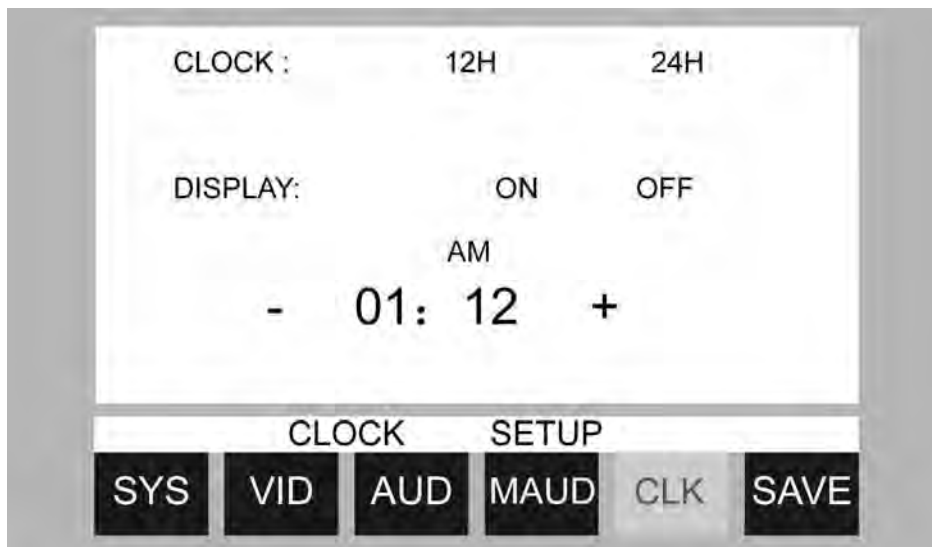 CLOCK : 12H 24H
DISPLAY: ON OFF
AM
- 01: 12 +
CLOCK SETUP
SYS VID AUD MAUD CLK SAVE